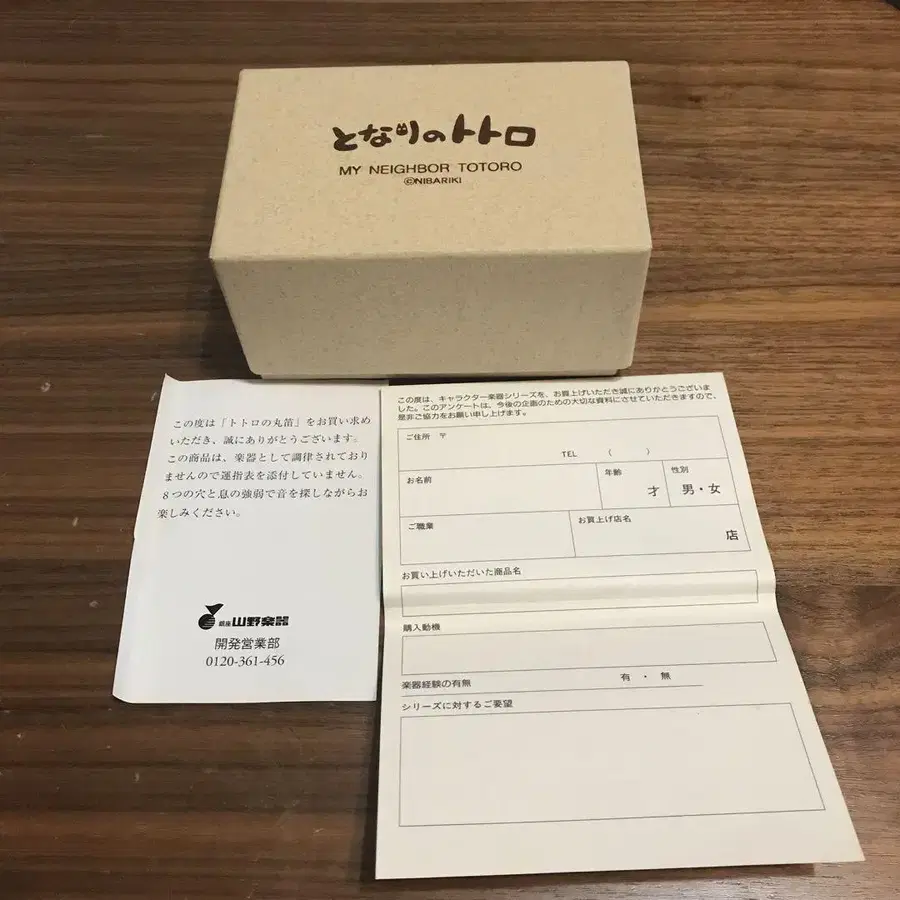 となりのトトロ
MY NEIGHBOR TOTORO
©NIBARIKI
この度は「トトロの丸笛」をお買い求め
いただき、誠にありがとうございます。
この商品は、楽器として調律されており
ませんので運指表を添付していません。
8つの穴と息の強弱で音を探しながらお
楽しみください。
銀座 山野楽器
開発営業部
0120-361-456
この度は、キャラクター楽器シリーズを、お買上げいただき誠にありがとうございま
した。このアンケートは、今後の企画のための大切な資料にさせていただきますので、
是非ご協力をお願い申し上げます。
ご住所 〒
TEL ( )
お名前
年齢
才
性別
男・女
ご職業
お買上げ店名
店
お買い上げいただいた商品名
購入動機
楽器経験の有無 有 ・ 無
シリーズに対するご要望